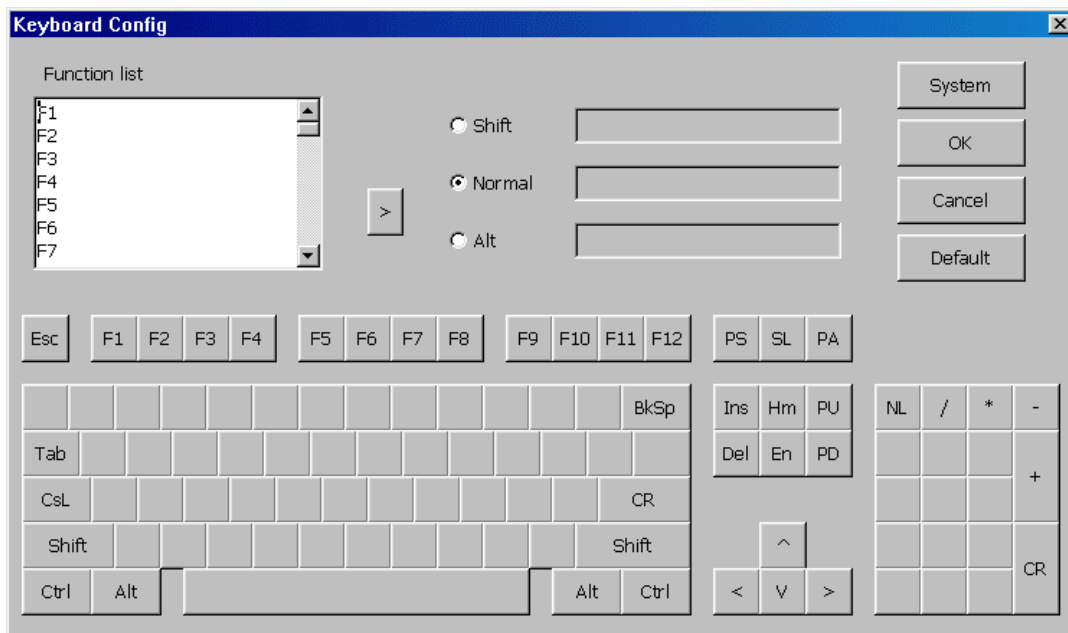 Keyboard Config
Function list
F1
F2
F3
F4
F5
F6
F7
>
Shift
Normal
Alt
System
OK
Cancel
Default
Esc F1 F2 F3 F4 F5 F6 F7 F8 F9 F10 F11 F12 PS SL PA
BkSp Ins Hm PU NL / * -
Tab Del En PD +
CsL CR
Shift Shift ^
Ctrl Alt Alt Ctrl < V > CR